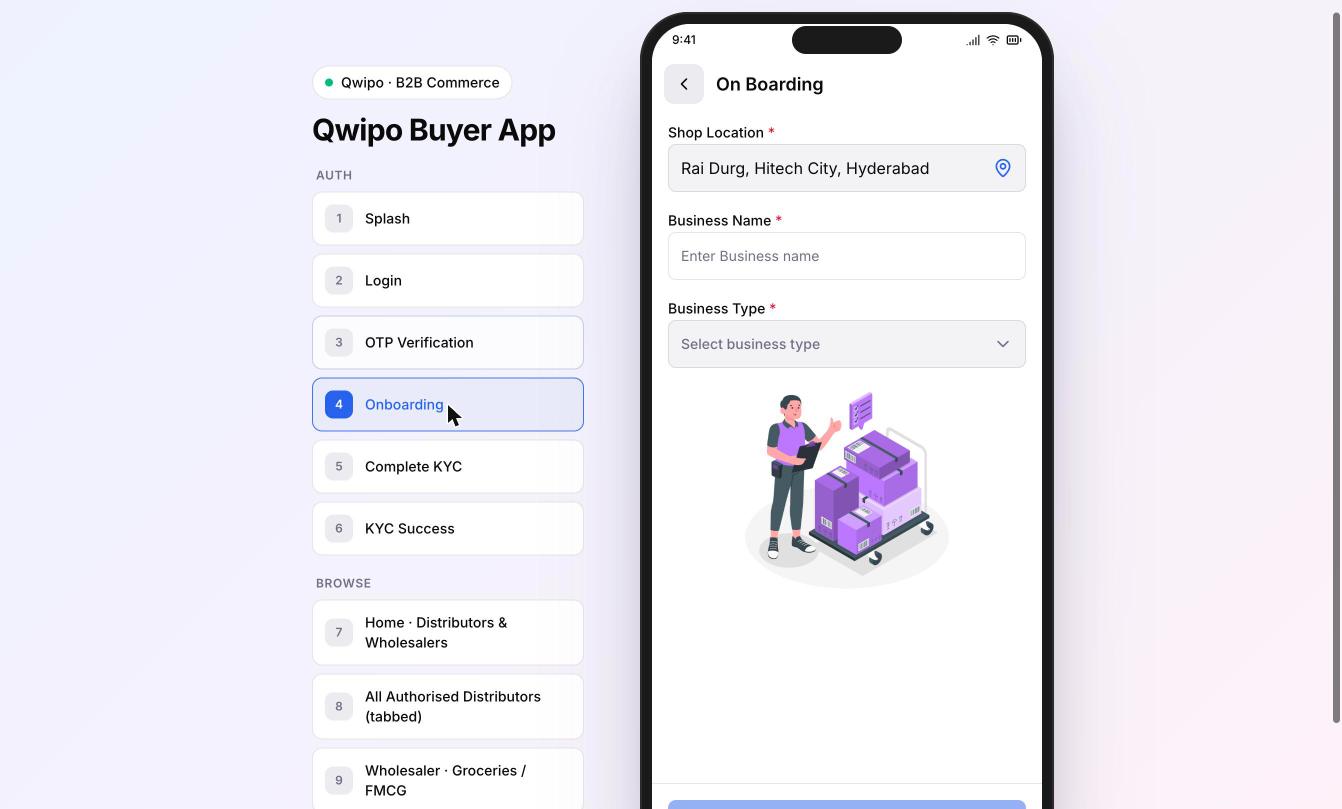 Qwipo · B2B Commerce
Qwipo Buyer App
AUTH
1 Splash
2 Login
3 OTP Verification
4 Onboarding
5 Complete KYC
6 KYC Success
BROWSE
7 Home · Distributors &
Wholesalers
8 All Authorised Distributors
(tabbed)
9 Wholesaler · Groceries /
FMCG
9:41
On Boarding
Shop Location *
Rai Durg, Hitech City, Hyderabad
Business Name *
Enter Business name
Business Type *
Select business type